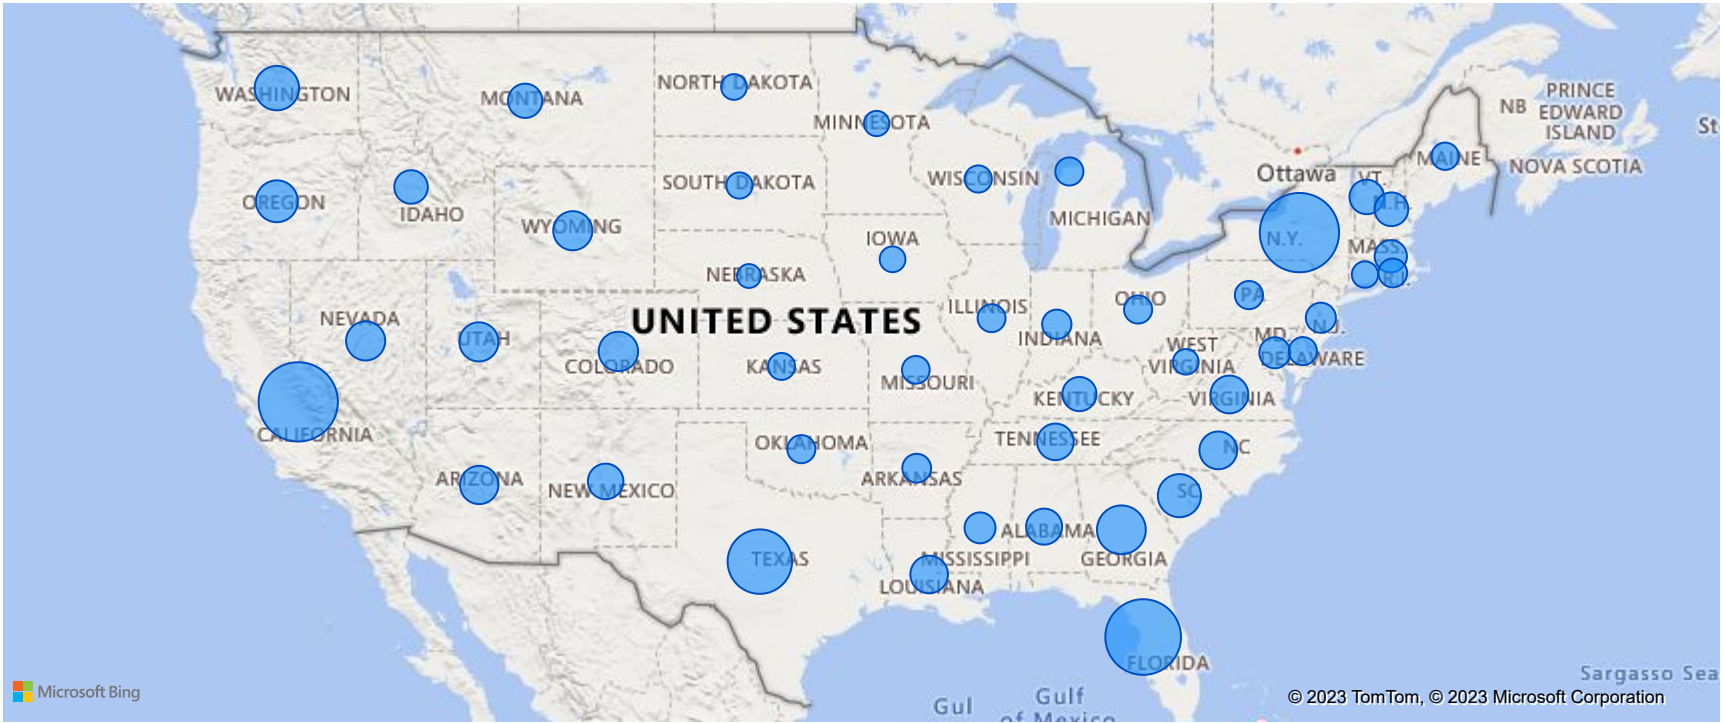 WASHINGTON
MONTANA
NORTH DAKOTA
MINNESOTA
NB
PRINCE
EDWARD
ISLAND
St
MAINE
NOVA SCOTIA
Ottawa
VT.
N.H.
OREGON
IDAHO
WYOMING
SOUTH DAKOTA
WISCONSIN
MICHIGAN
N.Y.
MASS.
R.I.
IOWA
NEBRASKA
ILLINOIS
INDIANA
OHIO
PA
N.J.
MD.
DELAWARE
NEVADA
UTAH
COLORADO
UNITED STATES
KANSAS
MISSOURI
KENTUCKY
WEST
VIRGINIA
VIRGINIA
CALIFORNIA
ARIZONA
NEW MEXICO
OKLAHOMA
ARKANSAS
TENNESSEE
NC
SC
TEXAS
LOUISIANA
MISSISSIPPI
ALABAMA
GEORGIA
FLORIDA
Sargasso Sea
Gul
Gulf
of Mexico
Microsoft Bing
© 2023 TomTom, © 2023 Microsoft Corporation